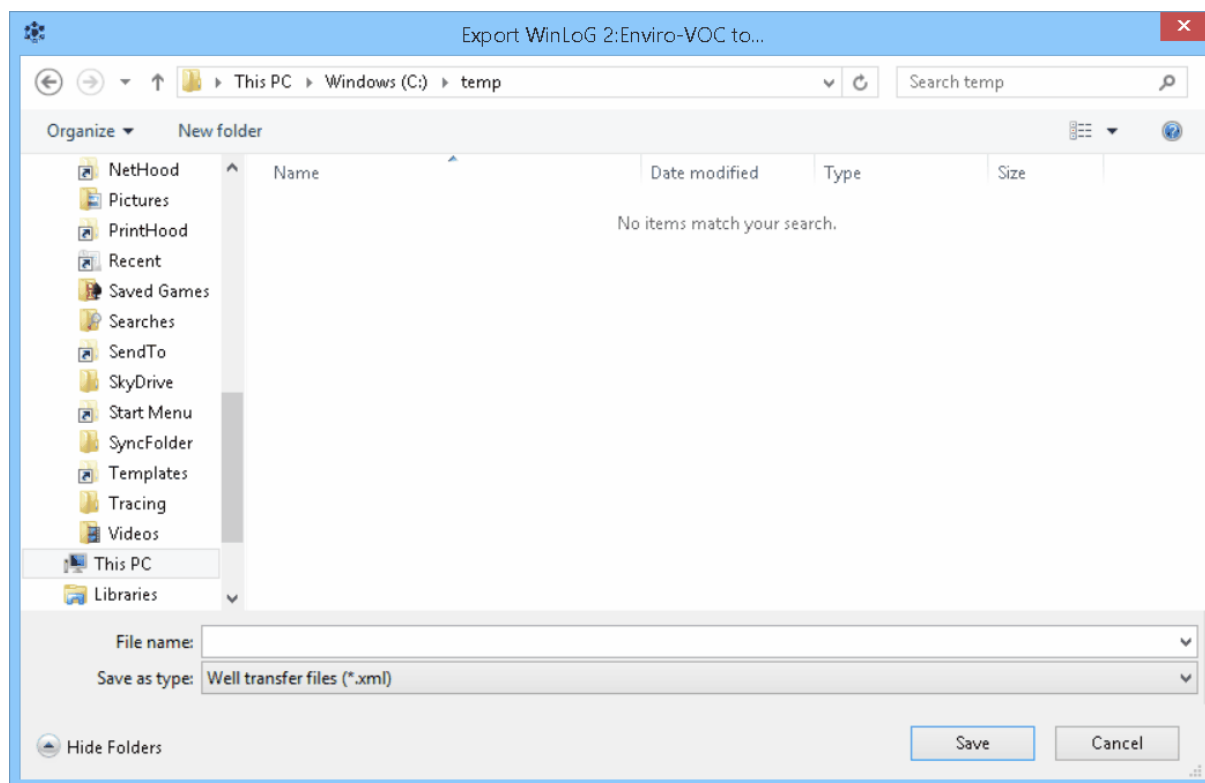 Export WinLoG 2:Enviro-VOC to...
This PC Windows (C:) temp
Search temp
Organize New folder
Name Date modified Type Size
No items match your search.
NetHood
Pictures
PrintHood
Recent
Saved Games
Searches
SendTo
SkyDrive
Start Menu
SyncFolder
Templates
Tracing
Videos
This PC
Libraries
File name:
Save as type: Well transfer files (*.xml)
Hide Folders Save Cancel